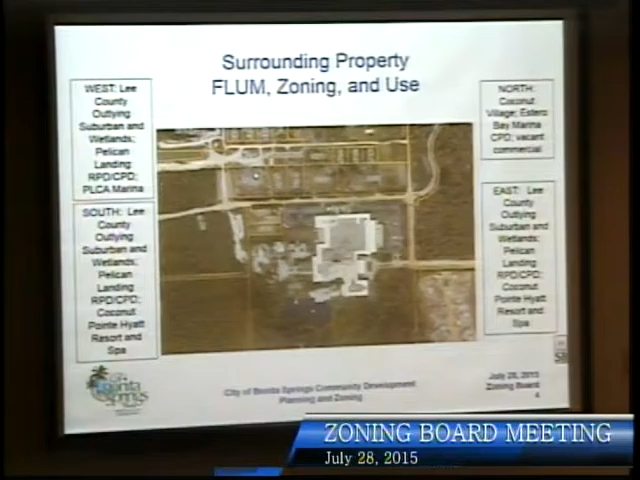 Surrounding Property
FLUM, Zoning, and Use
WEST: Lee
County
Outlying
Suburban and
Wetlands;
Pelican
Landing
RPD/CPD;
PLCA Marina
SOUTH: Lee
County
Outlying
Suburban and
Wetlands;
Pelican
Landing
RPD/CPD;
Coconut
Pointe Hyatt
Resort and
Spa
NORTH:
Coconut
Village; Estero
Bay Marina
CPD; vacant
commercial
EAST: Lee
County
Outlying
Suburban and
Wetlands;
Pelican
Landing
RPD/CPD;
Coconut
Pointe Hyatt
Resort and
Spa
Bonita
Springs
City of Bonita Springs Community Development
Planning and Zoning
July 28, 2015
Zoning Board
4
ZONING BOARD MEETING
July 28, 2015